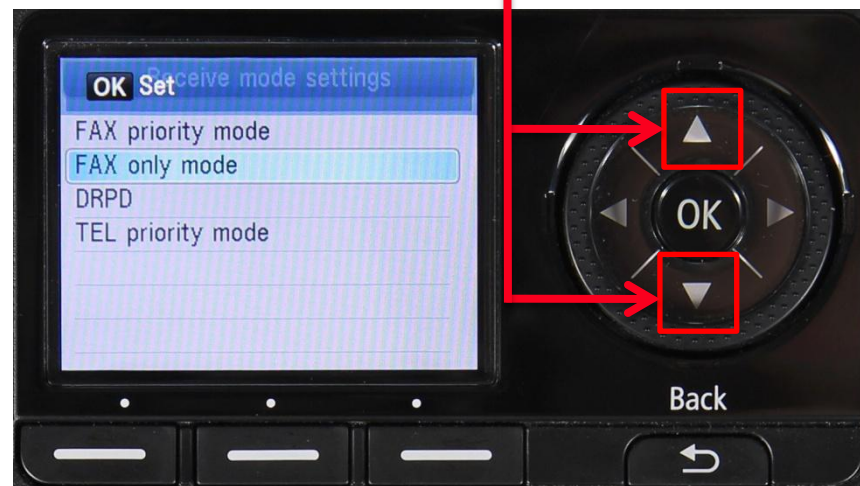 Receive mode settings
OK Set
FAX priority mode
FAX only mode
DRPD
TEL priority mode
OK
Back